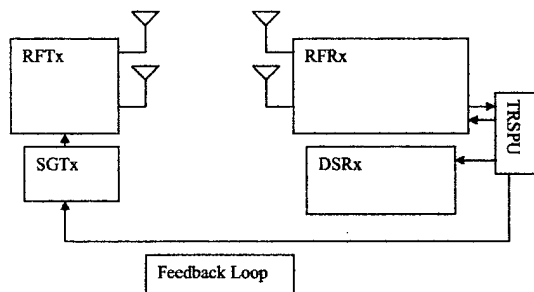 RFTx
RFRx
TRSPU
SGTx
DSRx
Feedback Loop